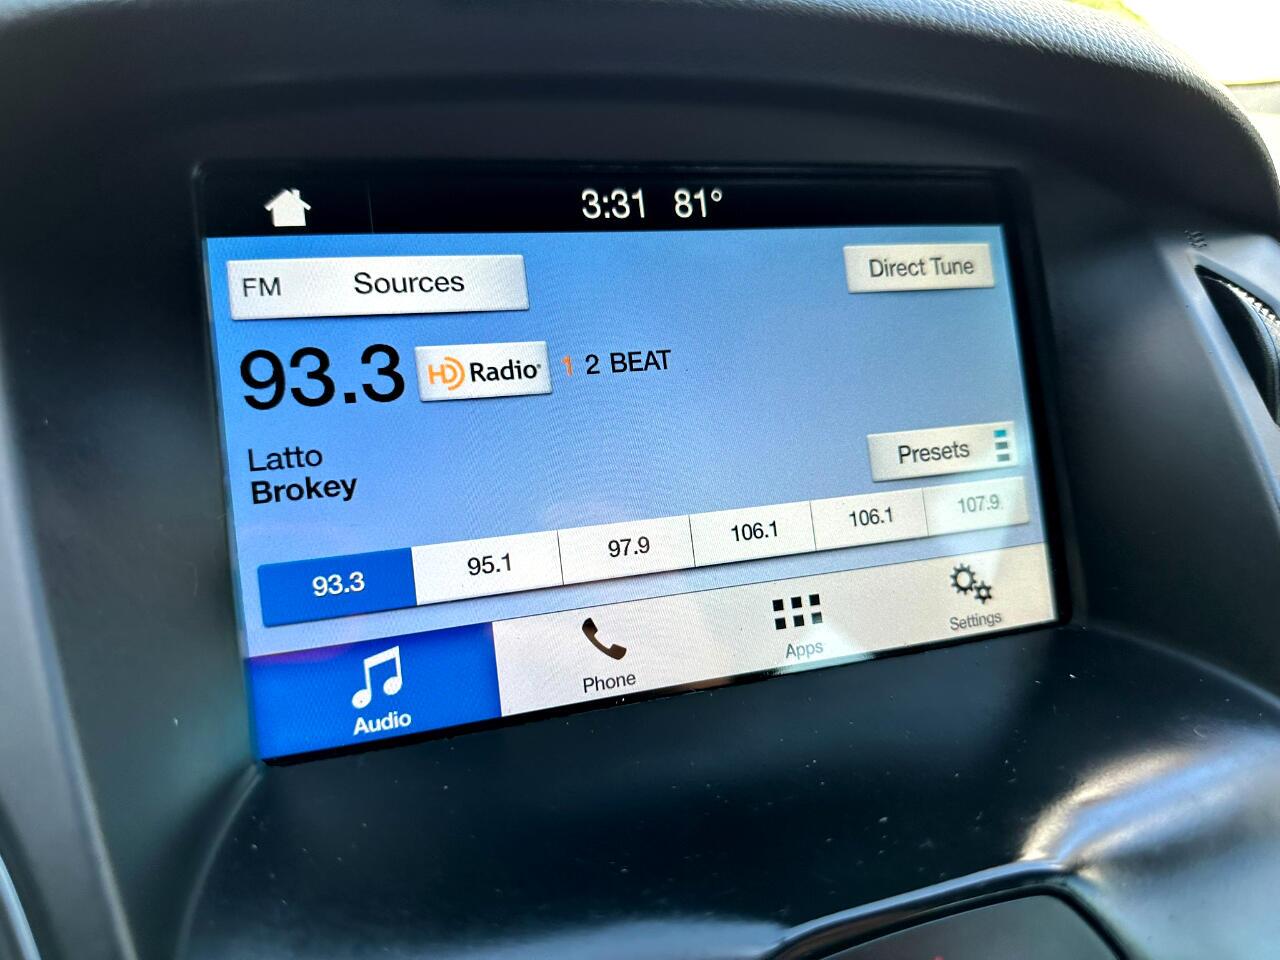 3:31 81°
FM Sources
Direct Tune
93.3 HD Radio 1 2 BEAT
Latto
Brokey
Presets
93.3 95.1 97.9 106.1 106.1 107.9
Audio Phone Apps Settings